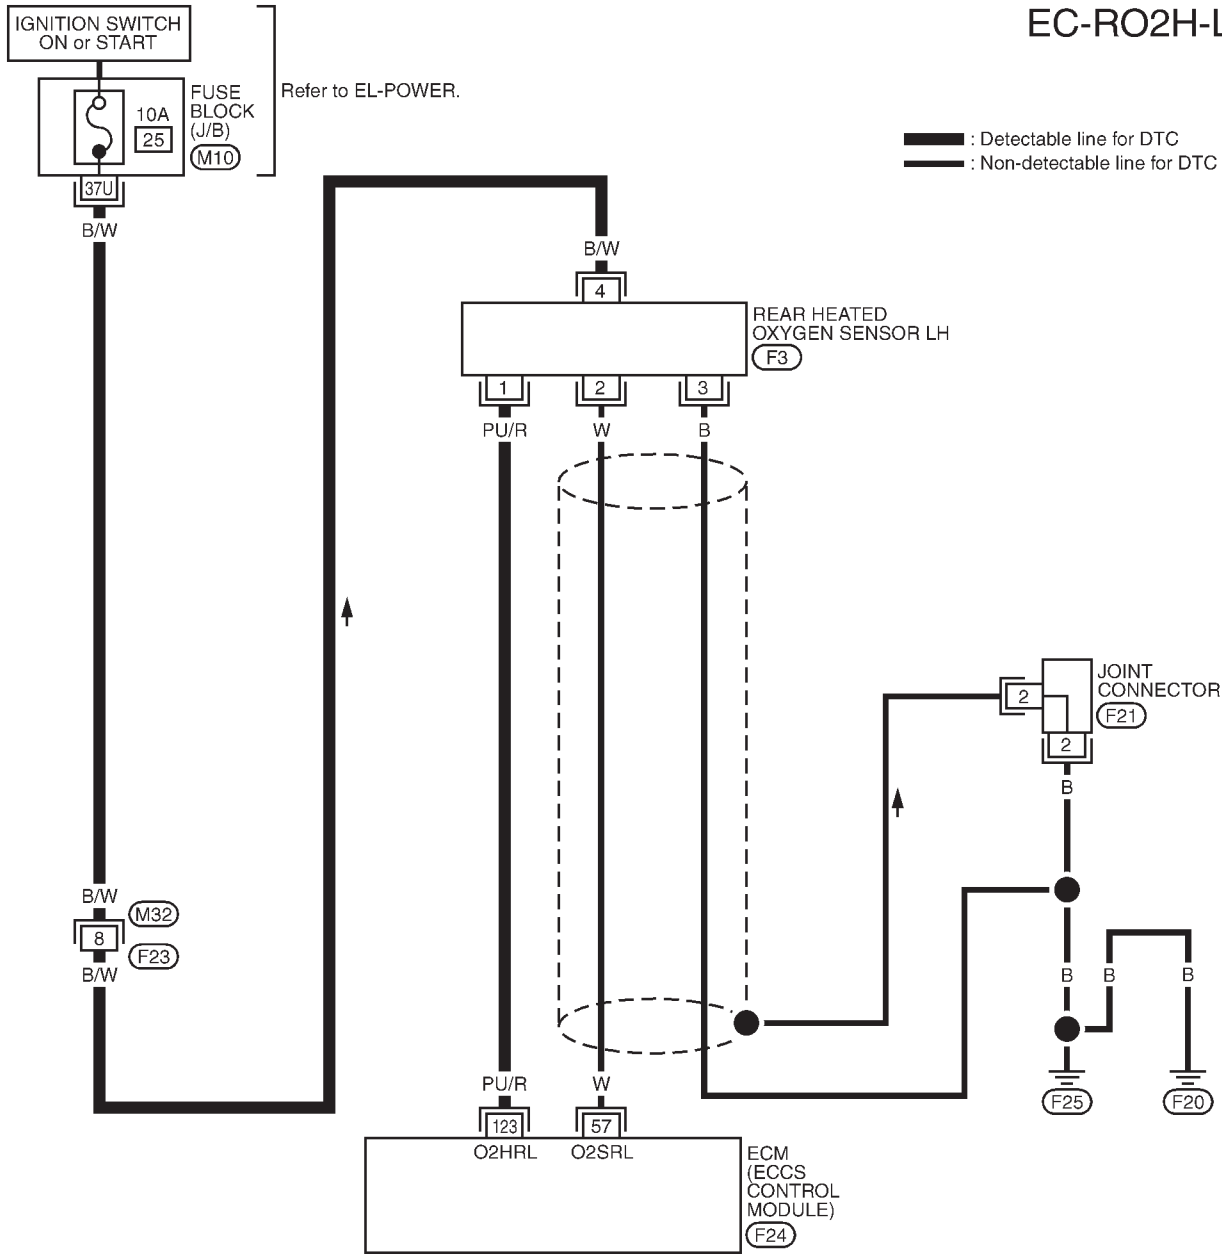 EC-RO2H-L
IGNITION SWITCH
ON or START
FUSE
BLOCK
(J/B)
M10
10A
25
Refer to EL-POWER.
: Detectable line for DTC
: Non-detectable line for DTC
37U
B/W
B/W
4
REAR HEATED
OXYGEN SENSOR LH
F3
1
2
3
PU/R
W
B
JOINT
CONNECTOR
F21
2
2
B
B/W
M32
8
F23
B/W
B
B
B
F25
F20
PU/R
W
123
57
O2HRL
O2SRL
ECM
(ECCS
CONTROL
MODULE)
F24